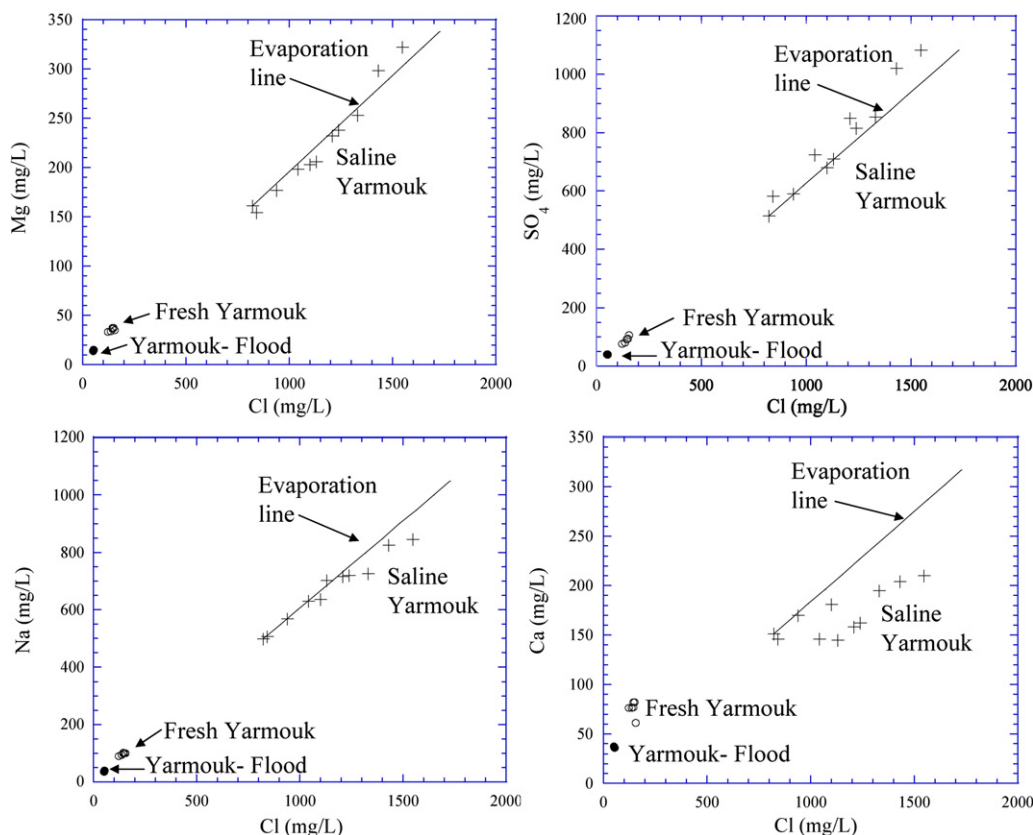 350
300
250
200
150
100
50
0
Mg (mg/L)
Evaporation
line
Saline
Yarmouk
Fresh Yarmouk
Yarmouk- Flood
0 500 1000 1500 2000
Cl (mg/L)
1200
1000
800
600
400
200
0
SO4 (mg/L)
Evaporation
line
Saline
Yarmouk
Fresh Yarmouk
Yarmouk- Flood
0 500 1000 1500 2000
Cl (mg/L)
1200
1000
800
600
400
200
0
Na (mg/L)
Evaporation
line
Saline
Yarmouk
Fresh Yarmouk
Yarmouk- Flood
0 500 1000 1500 2000
Cl (mg/L)
350
300
250
200
150
100
50
0
Ca (mg/L)
Evaporation
line
Saline
Yarmouk
Fresh Yarmouk
Yarmouk- Flood
0 500 1000 1500 2000
Cl (mg/L)